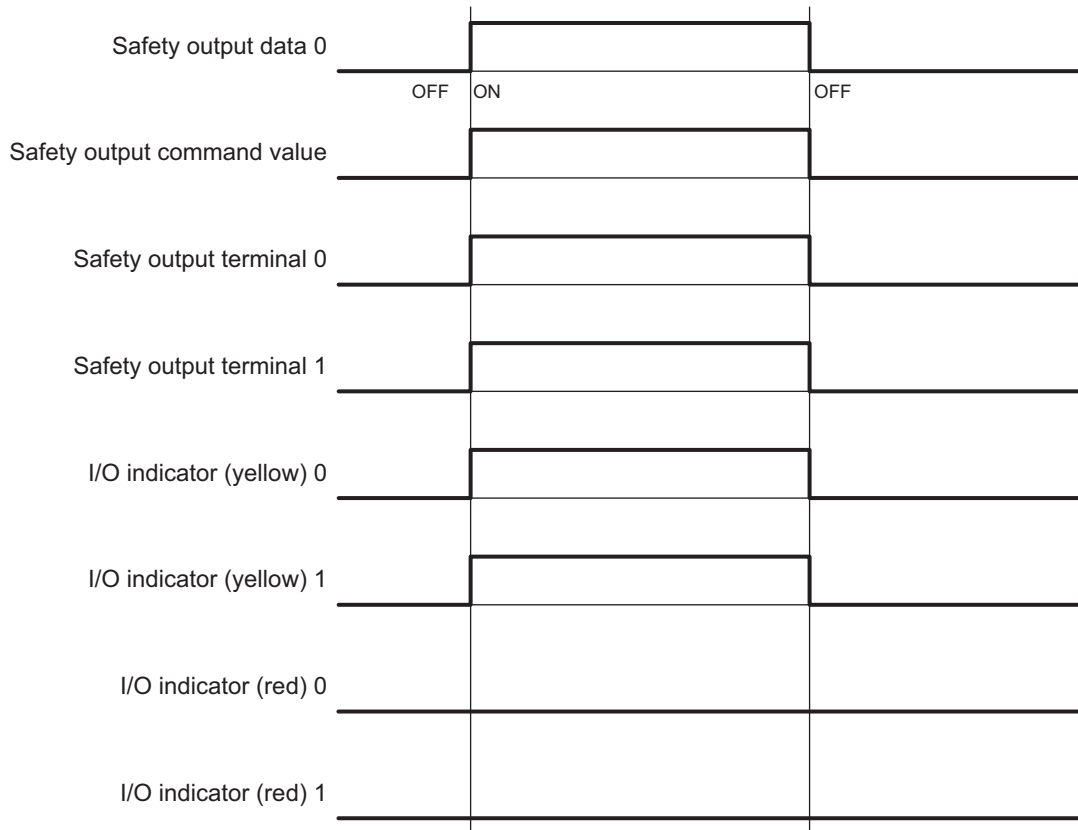 Safety output data 0
OFF ON OFF
Safety output command value
Safety output terminal 0
Safety output terminal 1
I/O indicator (yellow) 0
I/O indicator (yellow) 1
I/O indicator (red) 0
I/O indicator (red) 1